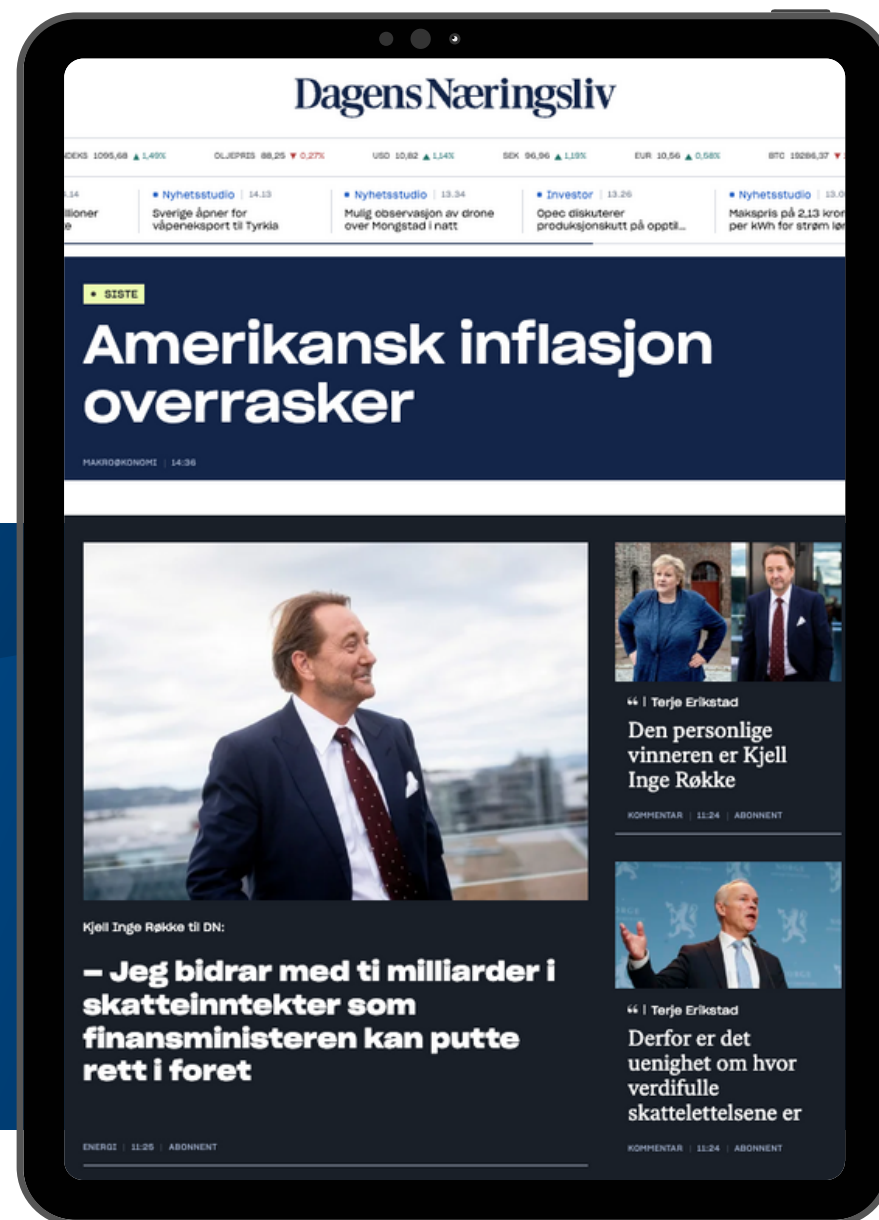 Dagens Næringsliv
1095,68 ▲ 1,49% OLJEPRIS 88,25 ▼ 0,27% USD 10,82 ▲ 1,14% SEK 96,96 ▲ 1,19% EUR 10,56 ▲ 0,58% BTC 19286,37 ▼
• Nyhetsstudio | 14.13
Sverige åpner for
våpeneksport til Tyrkia
• Nyhetsstudio | 13.34
Mulig observasjon av drone
over Mongstad i natt
• Investor | 13.26
Opec diskuterer
produksjonskutt på opptil...
• Nyhetsstudio
Makspris på 2,13 kron
per kWh for strøm
• SISTE
Amerikansk inflasjon
overrasker
MAKROØKONOMI | 14:36
Kjell Inge Røkke til DN:
– Jeg bidrar med ti milliarder i
skatteinntekter som
finansministeren kan putte
rett i foret
ENERGI | 11:25 | ABONNENT
“ | Terje Erikstad
Den personlige
vinneren er Kjell
Inge Røkke
KOMMENTAR | 11:24 | ABONNENT
NORGE
“ | Terje Erikstad
Derfor er det
uenighet om hvor
verdifulle
skattelettelsene er
KOMMENTAR | 11:24 | ABONNENT